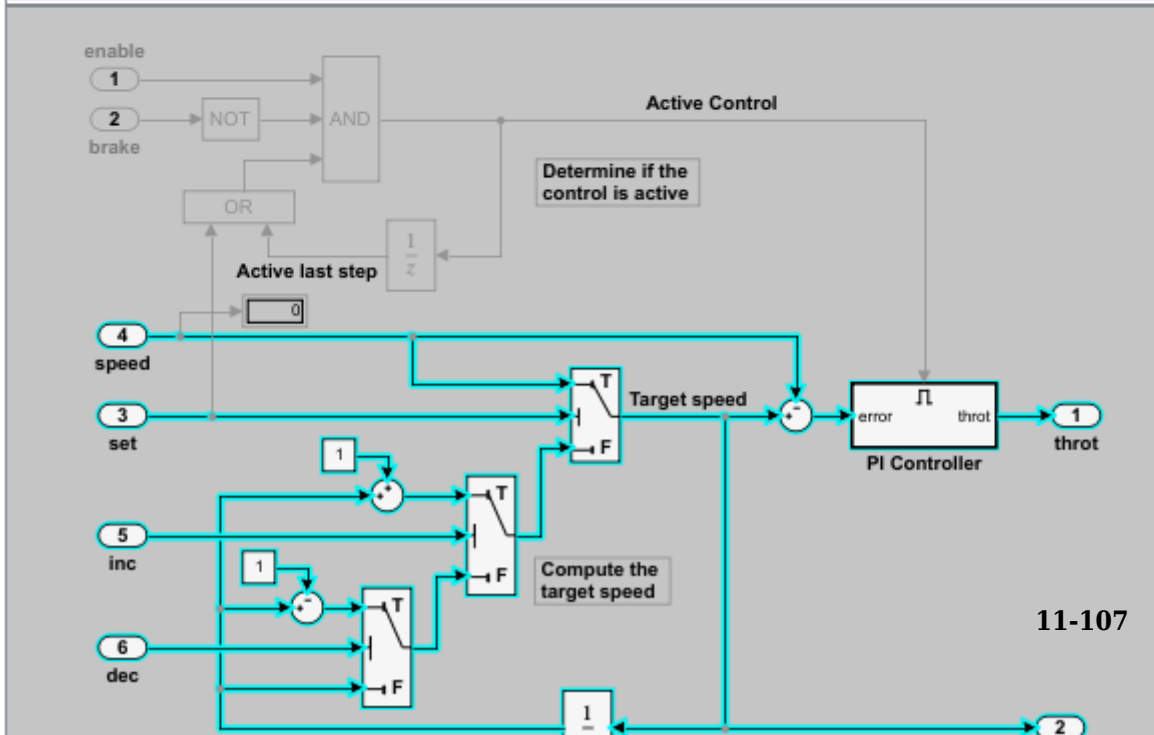 enable
1
2
brake
NOT
AND
Active Control
Determine if the
control is active
OR
1
z
Active last step
0
4
speed
3
set
T
F
Target speed
+
-
error
throt
PI Controller
1
throt
1
+
+
T
F
5
inc
1
+
-
T
F
Compute the
target speed
6
dec
1
2
11-107